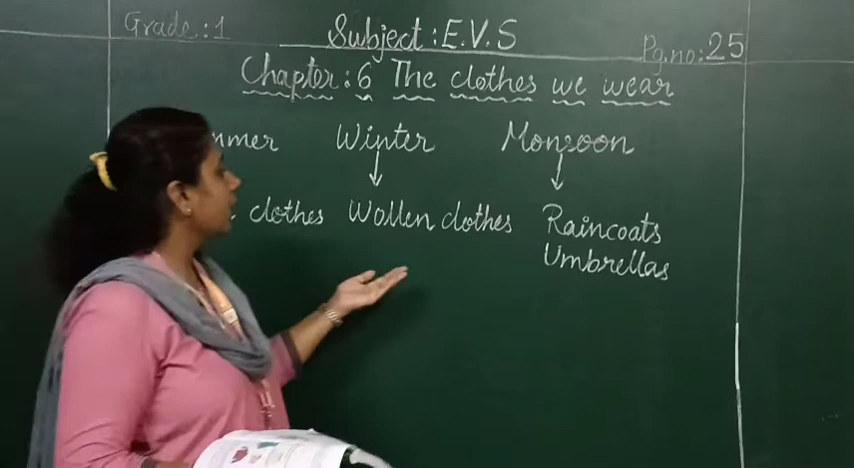 Grade : 1 Subject : E.V.S Pg.no : 25
Chapter : 6 The clothes we wear
mmer Winter Monsoon
clothes Wollen clothes Raincoats
Umbrellas